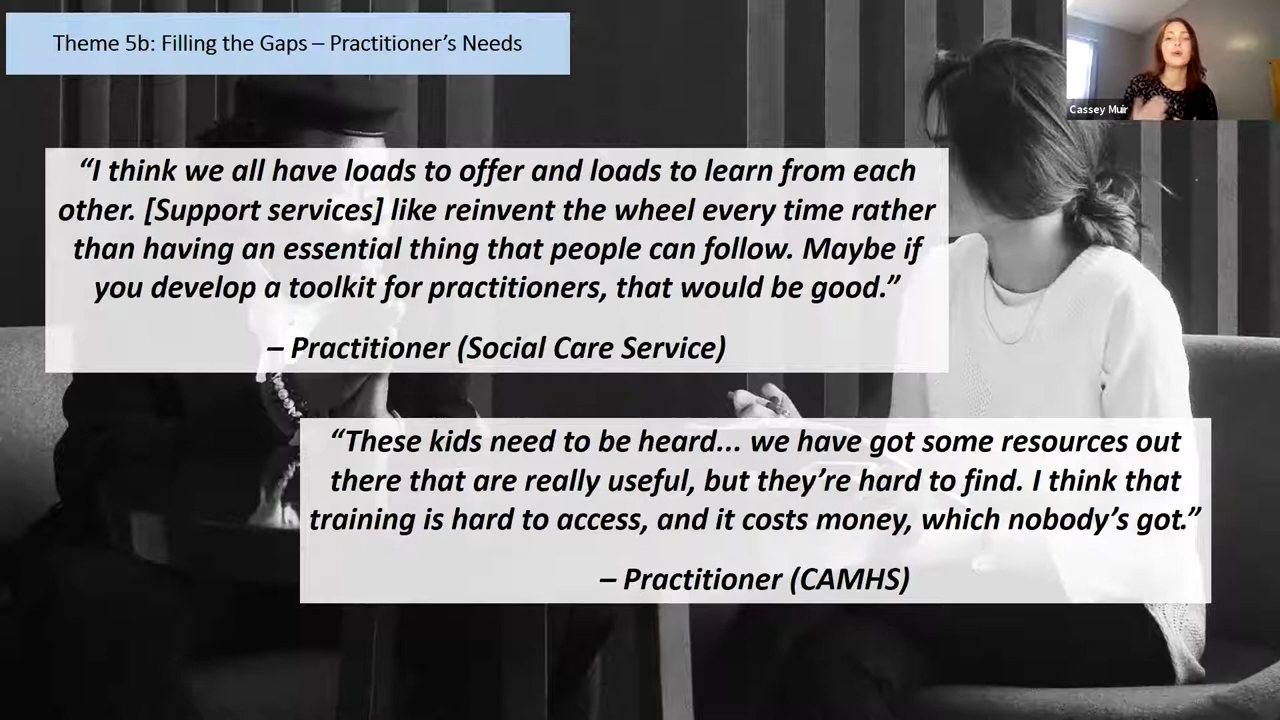 Theme 5b: Filling the Gaps – Practitioner’s Needs
Cassey Muir
“I think we all have loads to offer and loads to learn from each
other. [Support services] like reinvent the wheel every time rather
than having an essential thing that people can follow. Maybe if
you develop a toolkit for practitioners, that would be good.”
– Practitioner (Social Care Service)
“These kids need to be heard... we have got some resources out
there that are really useful, but they’re hard to find. I think that
training is hard to access, and it costs money, which nobody’s got.”
– Practitioner (CAMHS)